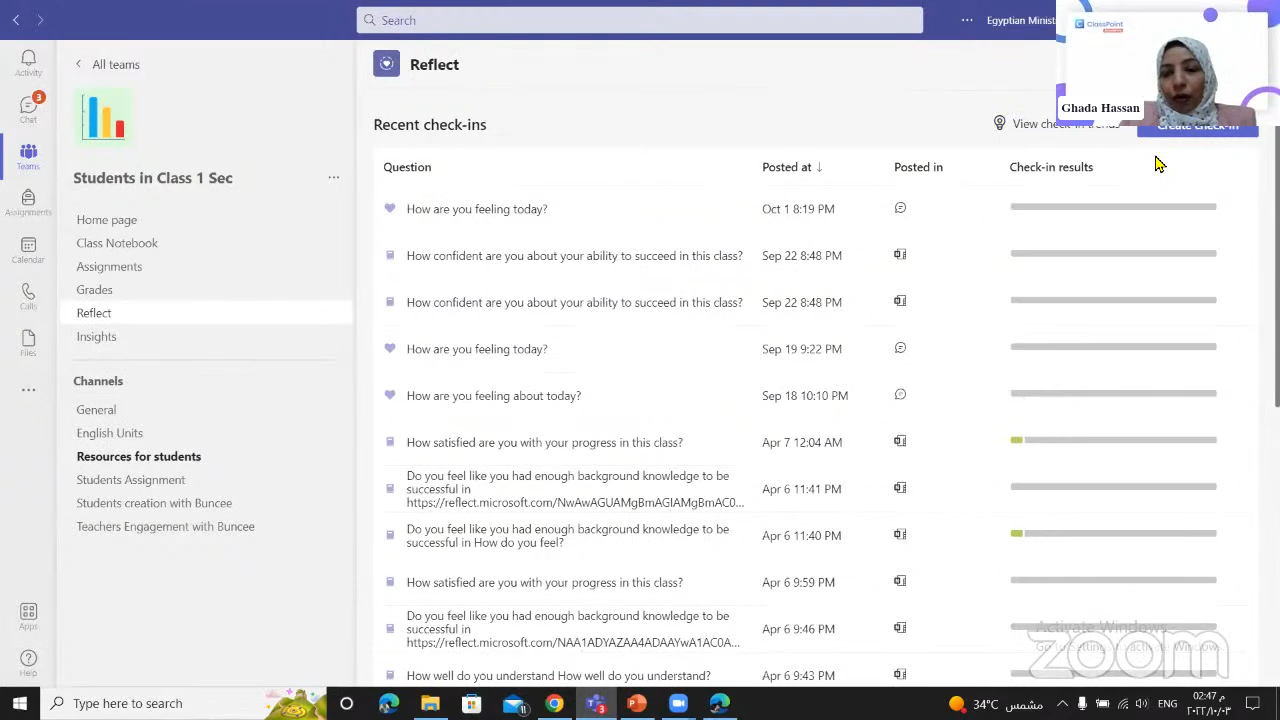 Search
Egyptian Minist
ClassPoint
Ghada Hassan
Activity
Chat
3
Teams
Assignments
Calendar
Calls
Files
Apps
Help
All teams
Students in Class 1 Sec
Home page
Class Notebook
Assignments
Grades
Reflect
Insights
Channels
General
English Units
Resources for students
Students Assignment
Students creation with Buncee
Teachers Engagement with Buncee
Reflect
Recent check-ins
View check-in trends
Create check-in
Question Posted at ↓ Posted in Check-in results
How are you feeling today? Oct 1 8:19 PM
How confident are you about your ability to succeed in this class? Sep 22 8:48 PM
How confident are you about your ability to succeed in this class? Sep 22 8:48 PM
How are you feeling today? Sep 19 9:22 PM
How are you feeling about today? Sep 18 10:10 PM
How satisfied are you with your progress in this class? Apr 7 12:04 AM
Do you feel like you had enough background knowledge to be
successful in
https://reflect.microsoft.com/NwAwAGUAMgBmAGIAMgBmAC0... Apr 6 11:41 PM
Do you feel like you had enough background knowledge to be
successful in How do you feel? Apr 6 11:40 PM
How satisfied are you with your progress in this class? Apr 6 9:59 PM
Do you feel like you had enough background knowledge to be
successful in
https://reflect.microsoft.com/NAA1ADYAZAA4ADAAYwA1AC0A... Apr 6 9:46 PM
How well do you understand How well do you understand? Apr 6 9:43 PM
Activate Windows
Go to Settings to activate Windows.
zoom
Type here to search
11
3
34°C مشمس
ENG
02:47 م